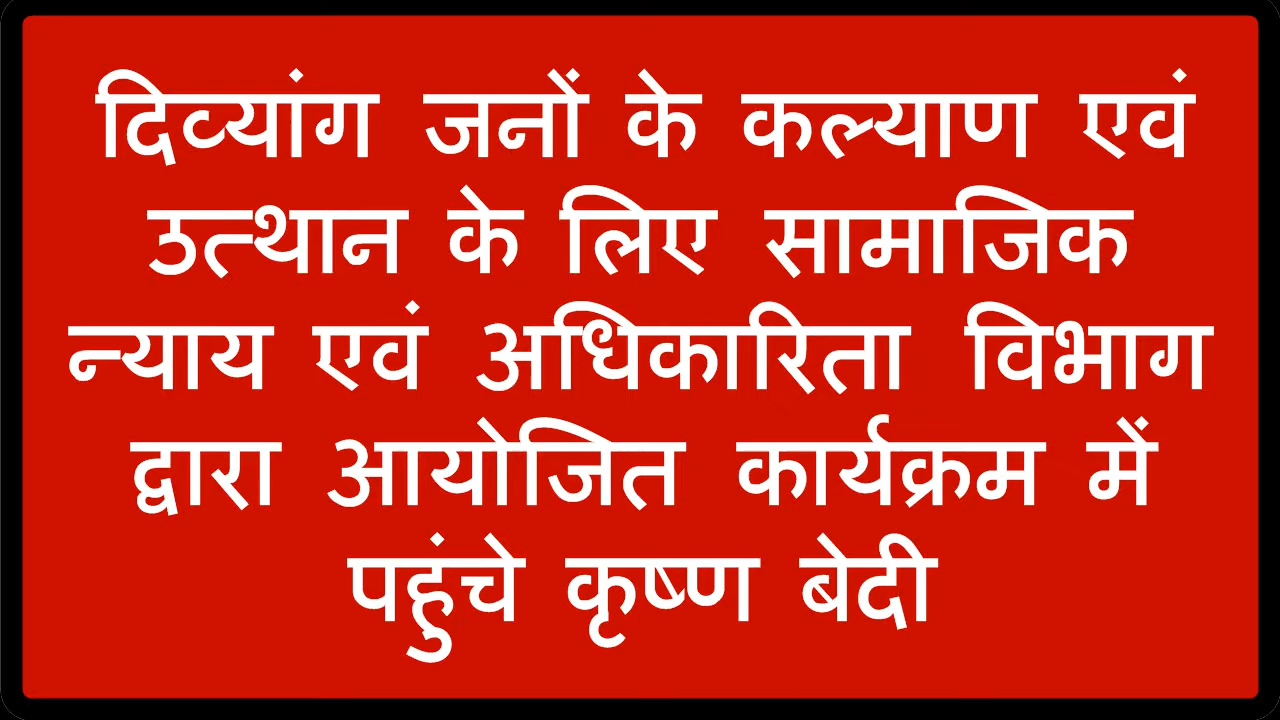 दिव्यांग जनों के कल्याण एवं
उत्थान के लिए सामाजिक
न्याय एवं अधिकारिता विभाग
द्वारा आयोजित कार्यक्रम में
पहुंचे कृष्ण बेदी